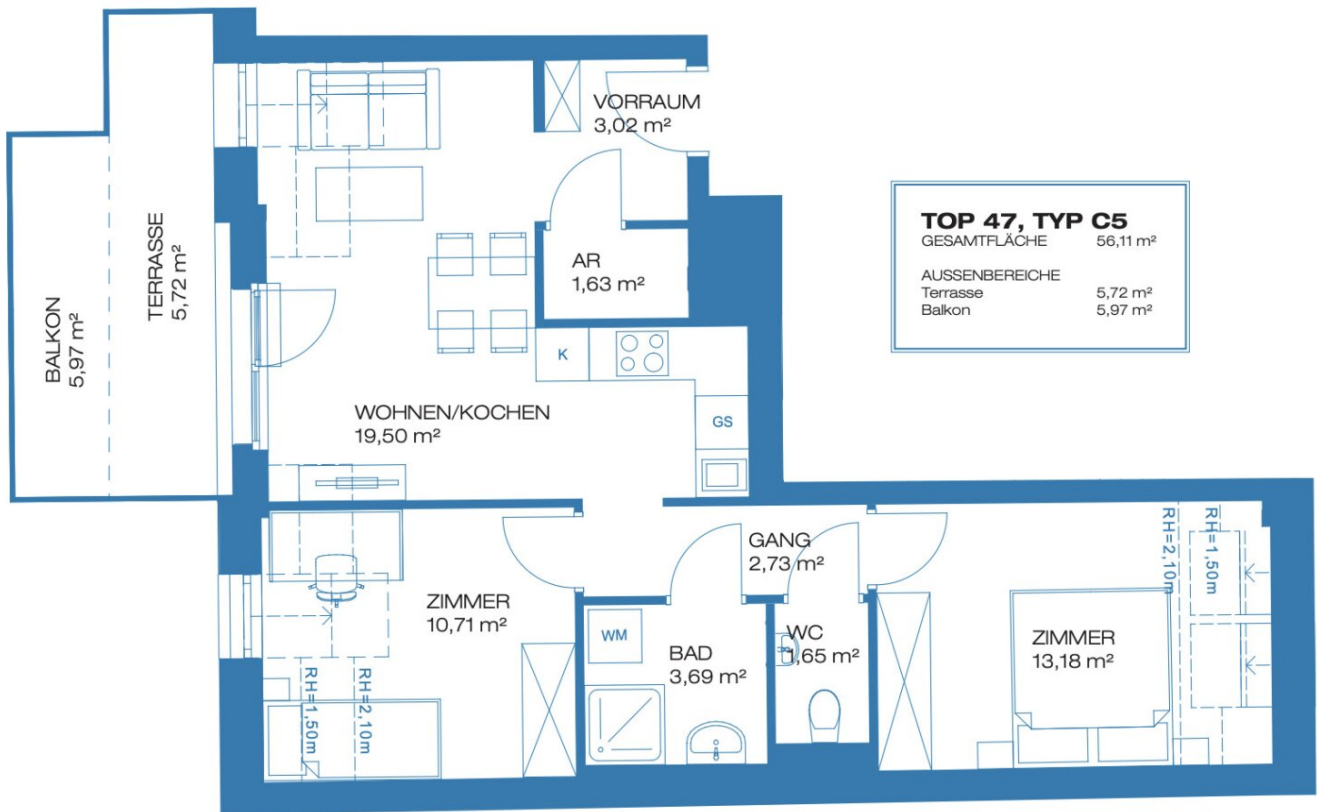 VORRAUM
3,02 m²
TOP 47, TYP C5
GESAMTFLÄCHE 56,11 m²
AUSSENBEREICHE
Terrasse 5,72 m²
Balkon 5,97 m²
TERRASSE
5,72 m²
BALKON
5,97 m²
AR
1,63 m²
K
WOHNEN/KOCHEN
19,50 m²
GS
GANG
2,73 m²
RH=2,10m
RH=1,50m
ZIMMER
10,71 m²
WM
BAD
3,69 m²
WC
1,65 m²
ZIMMER
13,18 m²
RH=1,50m
RH=2,10m